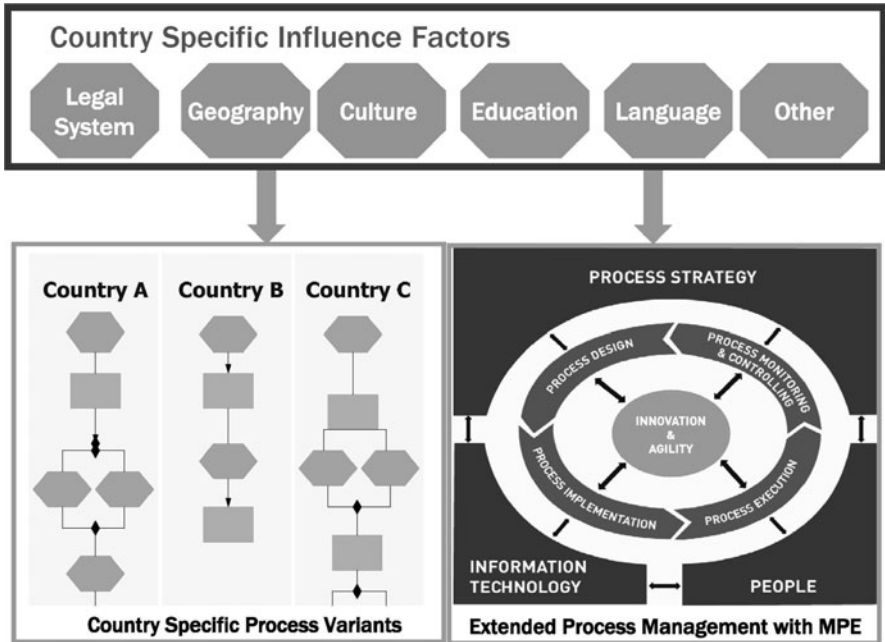 Country Specific Influence Factors
Legal
System
Geography
Culture
Education
Language
Other
Country A
Country B
Country C
Country Specific Process Variants
PROCESS STRATEGY
PROCESS DESIGN
PROCESS MONITORING
& CONTROLLING
INNOVATION
&
AGILITY
PROCESS IMPLEMENTATION
PROCESS EXECUTION
INFORMATION
TECHNOLOGY
PEOPLE
Extended Process Management with MPE